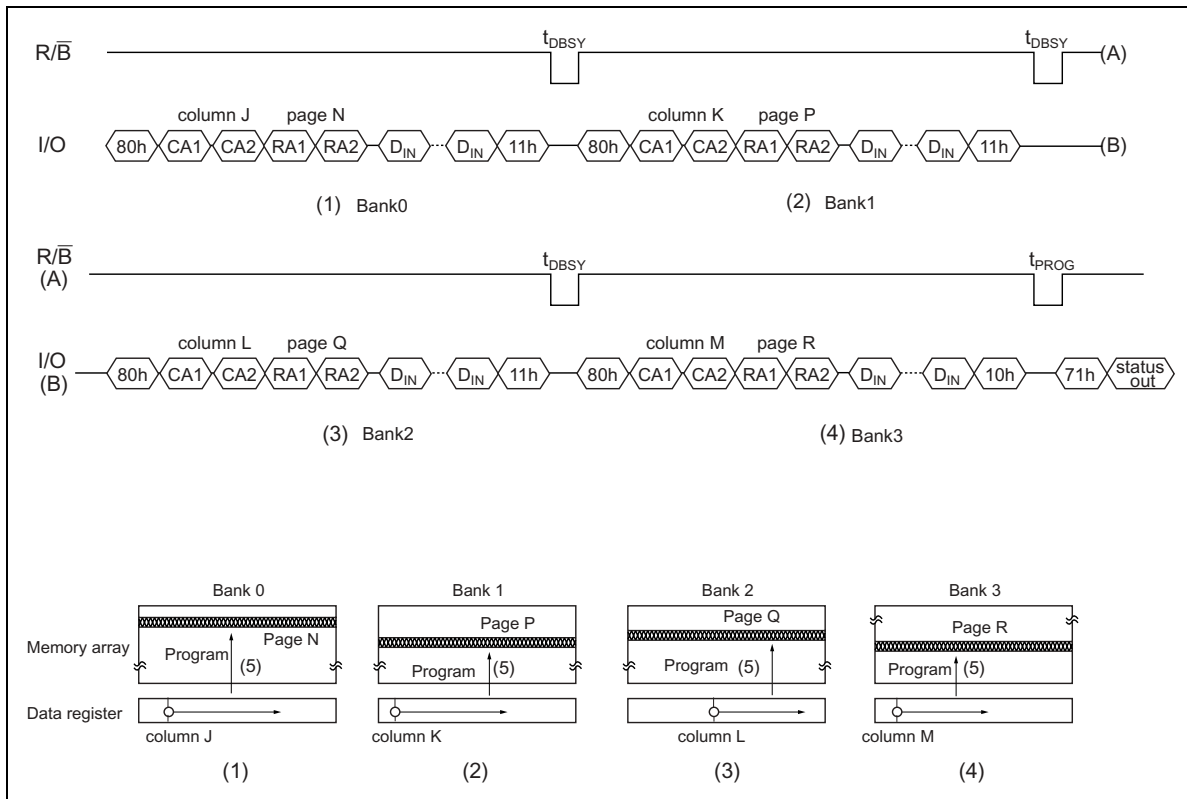 tDBSY tDBSY
R/B̅ (A)
column J page N column K page P
I/O 80h CA1 CA2 RA1 RA2 DIN DIN 11h 80h CA1 CA2 RA1 RA2 DIN DIN 11h (B)
(1) Bank0 (2) Bank1
R/B̅ tDBSY tPROG
(A)
column L page Q column M page R
I/O
(B) 80h CA1 CA2 RA1 RA2 DIN DIN 11h 80h CA1 CA2 RA1 RA2 DIN DIN 10h 71h status out
(3) Bank2 (4) Bank3
Bank 0 Bank 1 Bank 2 Bank 3
Page N Page P Page Q Page R
Memory array Program (5) Program (5) Program (5) Program (5)
Data register
column J column K column L column M
(1) (2) (3) (4)